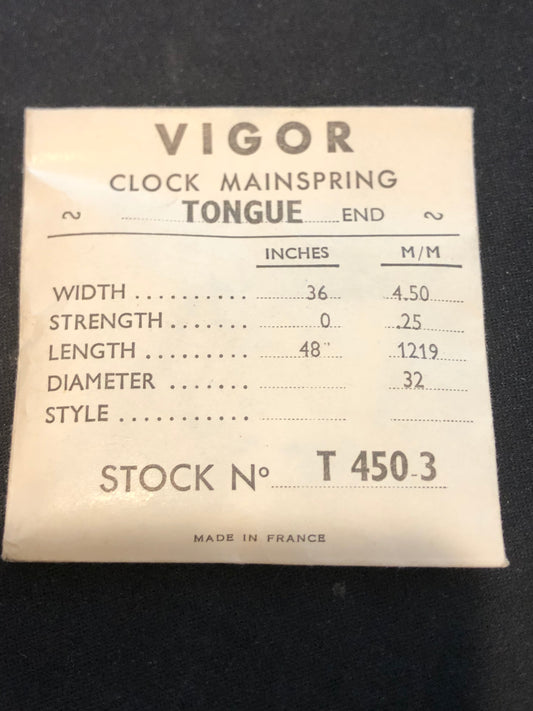 VIGOR
CLOCK MAINSPRING
~ TONGUE END ~
INCHES M/M
WIDTH .......... 36 4.50
STRENGTH ....... 0 .25
LENGTH ......... 48" 1219
DIAMETER ....... 32
STYLE ...........
STOCK Nº T 450-3
MADE IN FRANCE